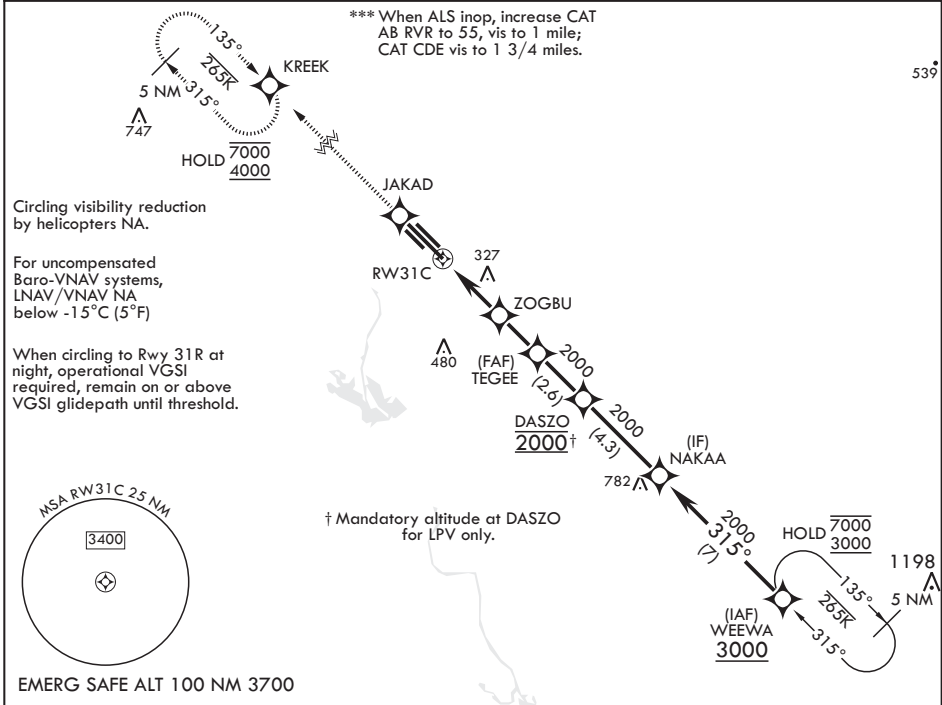 *** When ALS inop, increase CAT
AB RVR to 55, vis to 1 mile;
CAT CDE vis to 1 3/4 miles.
135°
265K
KREEK
539
315°
5 NM
747
HOLD 7000
4000
JAKAD
Circling visibility reduction
by helicopters NA.
RW31C
327
For uncompensated
Baro-VNAV systems,
LNAV/VNAV NA
below -15°C (5°F)
ZOGBU
480
(FAF)
TEGEE
2000
(2.6)
When circling to Rwy 31R at
night, operational VGSI
required, remain on or above
VGSI glidepath until threshold.
DASZO
2000†
2000
(4.3)
(IF)
NAKAA
782
MSA RW31C 25 NM
3400
† Mandatory altitude at DASZO
for LPV only.
2000
315°
(7)
HOLD 7000
3000
1198
135°
5 NM
265K
315°
(IAF)
WEEWA
3000
EMERG SAFE ALT 100 NM 3700